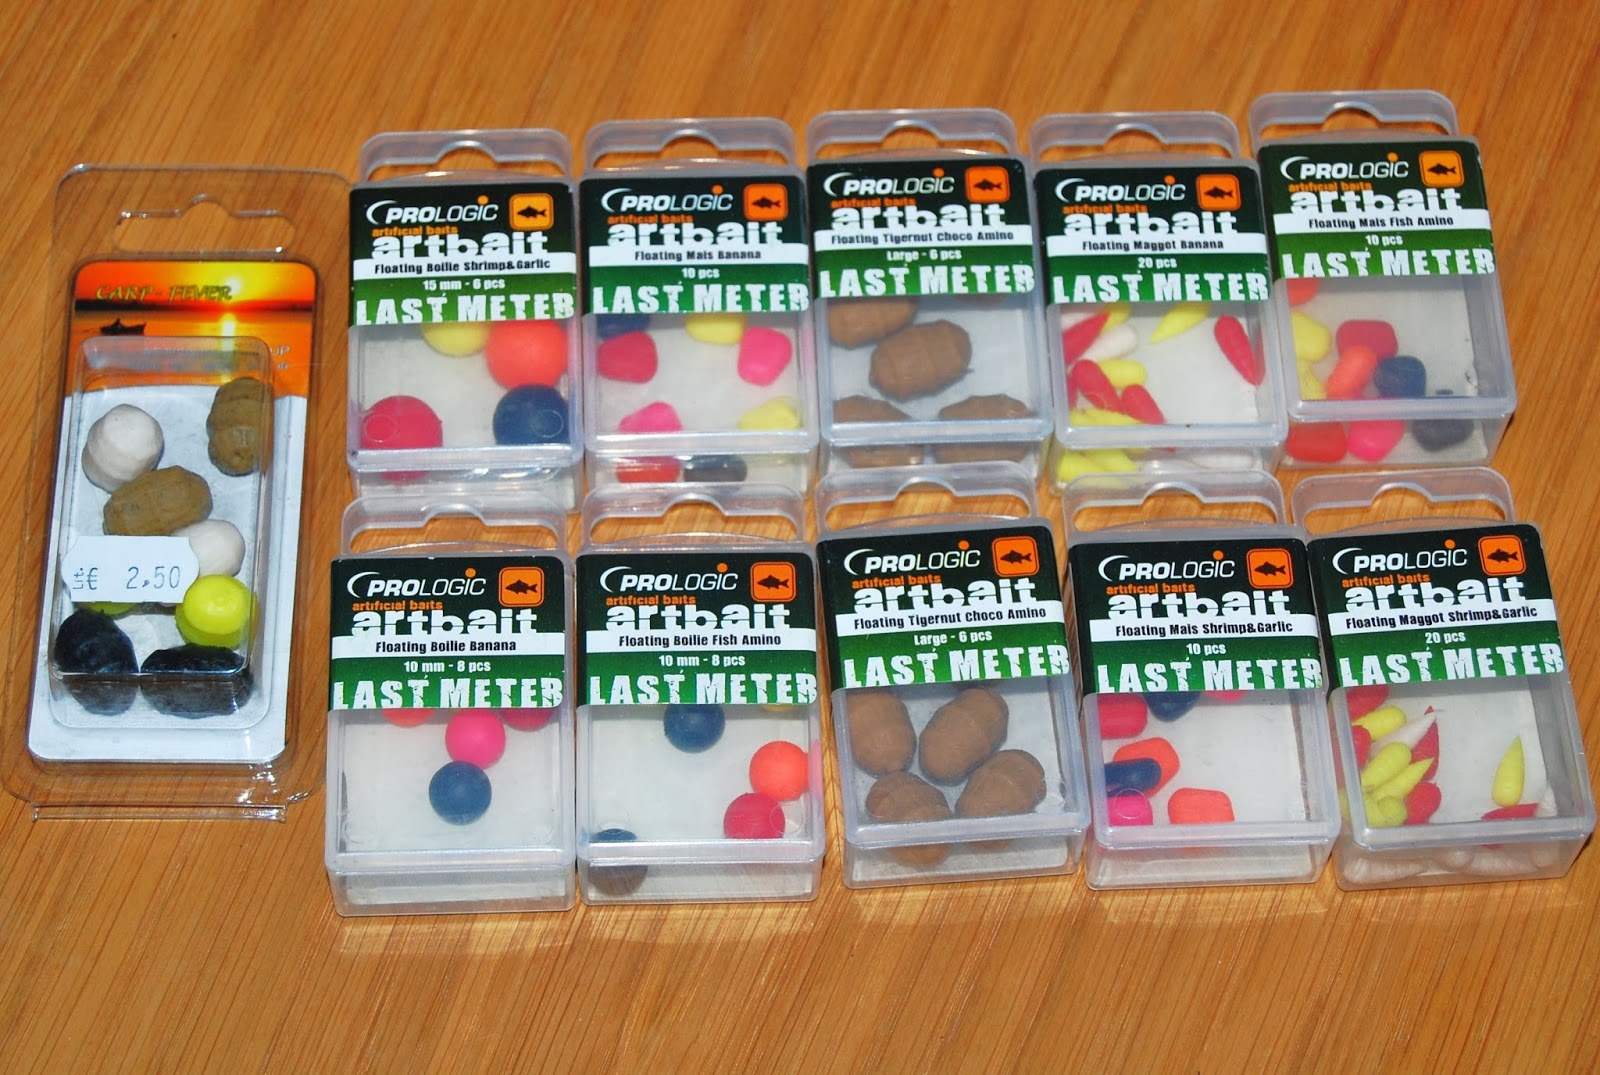 CARP - FEVER
UP
€ 2,50
PROLOGIC
artificial baits
artbait
Floating Boilie Shrimp&Garlic
15 mm - 6 pcs
LAST METER
PROLOGIC
artificial baits
artbait
Floating Mais Banana
10 pcs
LAST METER
PROLOGIC
artificial baits
artbait
Floating Tigernut Choco Amino
Large - 6 pcs
LAST METER
PROLOGIC
artificial baits
artbait
Floating Maggot Banana
20 pcs
LAST METER
PROLOGIC
artificial baits
artbait
Floating Mais Fish Amino
10 pcs
LAST METER
PROLOGIC
artificial baits
artbait
Floating Boilie Banana
10 mm - 8 pcs
LAST METER
PROLOGIC
artificial baits
artbait
Floating Boilie Fish Amino
10 mm - 8 pcs
LAST METER
PROLOGIC
artificial baits
artbait
Floating Tigernut Choco Amino
Large - 6 pcs
LAST METER
PROLOGIC
artificial baits
artbait
Floating Mais Shrimp&Garlic
10 pcs
LAST METER
PROLOGIC
artificial baits
artbait
Floating Maggot Shrimp&Garlic
20 pcs
LAST METER